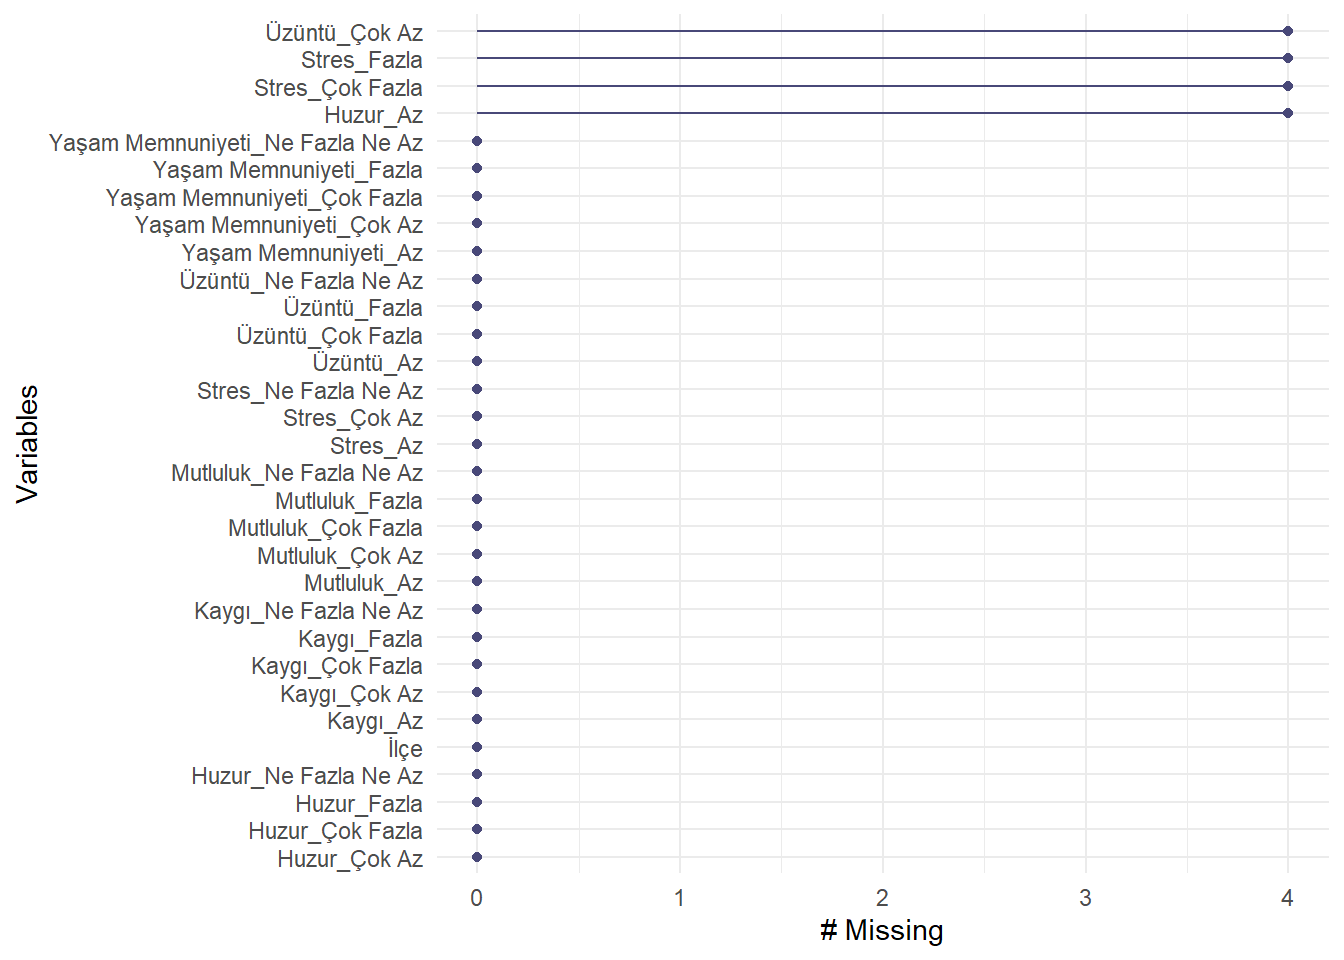 Üzüntü_Çok Az
Stres_Fazla
Stres_Çok Fazla
Huzur_Az
Yaşam Memnuniyeti_Ne Fazla Ne Az
Yaşam Memnuniyeti_Fazla
Yaşam Memnuniyeti_Çok Fazla
Yaşam Memnuniyeti_Çok Az
Yaşam Memnuniyeti_Az
Üzüntü_Ne Fazla Ne Az
Üzüntü_Fazla
Üzüntü_Çok Fazla
Üzüntü_Az
Stres_Ne Fazla Ne Az
Stres_Çok Az
Stres_Az
Mutluluk_Ne Fazla Ne Az
Mutluluk_Fazla
Mutluluk_Çok Fazla
Mutluluk_Çok Az
Mutluluk_Az
Kaygı_Ne Fazla Ne Az
Kaygı_Fazla
Kaygı_Çok Fazla
Kaygı_Çok Az
Kaygı_Az
İlçe
Huzur_Ne Fazla Ne Az
Huzur_Fazla
Huzur_Çok Fazla
Huzur_Çok Az
Variables
0 1 2 3 4
# Missing